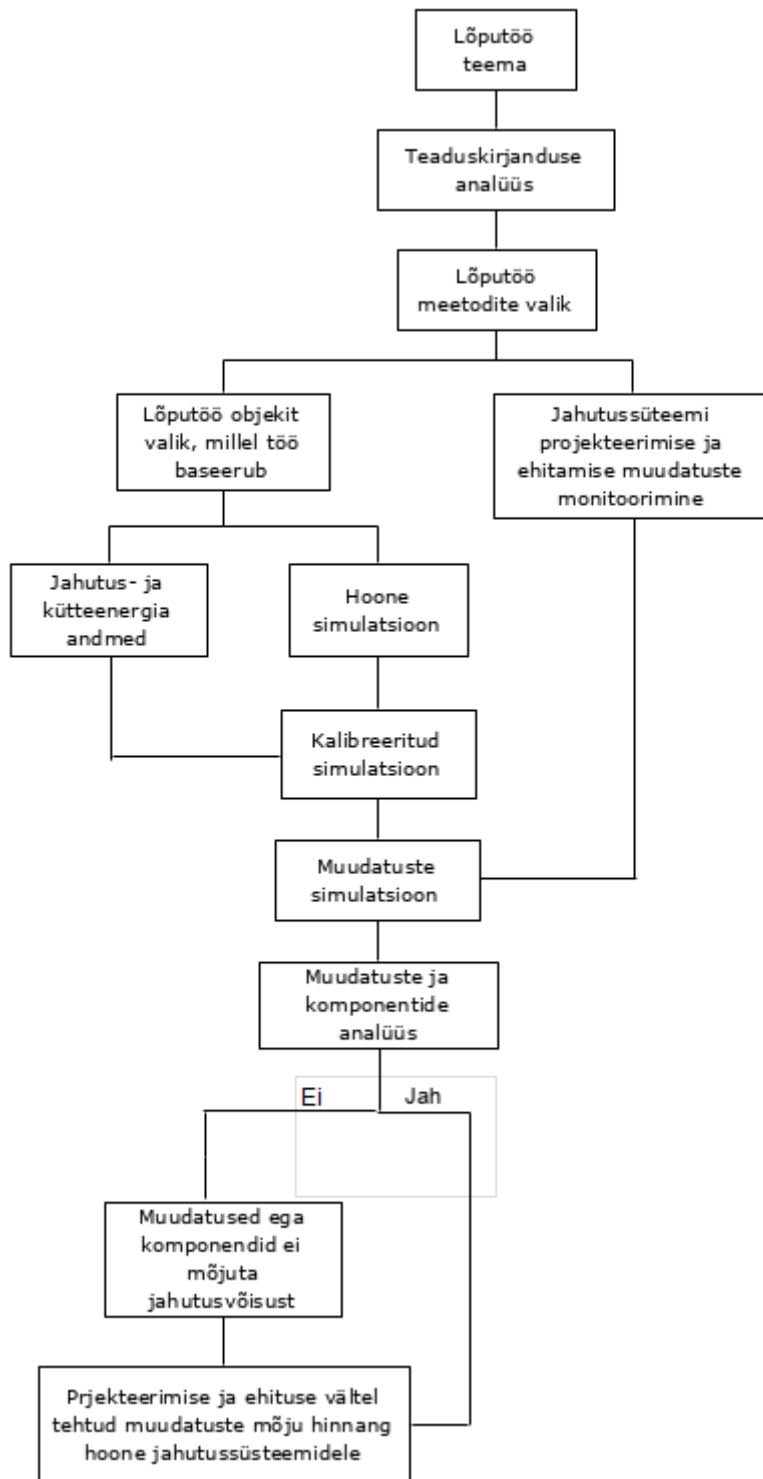 Lõputöö
teema
Teaduskirjanduse
analüüs
Lõputöö
meetodite valik
Lõputöö objekit
valik, millel töö
baseerub
Jahutussüteemi
projekteerimise ja
ehitamise muudatuste
monitoorimine
Jahutus- ja
kütteenergia
andmed
Hoone
simulatsioon
Kalibreeritud
simulatsioon
Muudatuste
simulatsioon
Muudatuste ja
komponentide
analüüs
Ei
Jah
Muudatused ega
komponendid ei
mõjuta
jahutusvõisust
Prjekteerimise ja ehituse vältel
tehtud muudatuste mõju hinnang
hoone jahutussüsteemidele